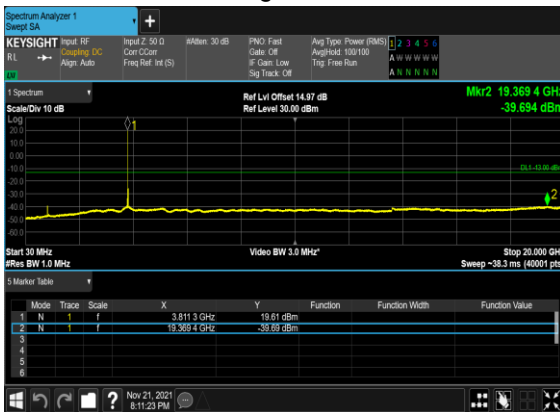 Spectrum Analyzer 1
Swept SA
+
KEYSIGHT
RL
LV
Input: RF
Coupling: DC
Align: Auto
Input Z: 50 Ω
Corr CCorr
Freq Ref: Int (S)
#Atten: 30 dB
PNO: Fast
Gate: Off
IF Gain: Low
Sig Track: Off
Avg Type: Power (RMS)
Avg|Hold: 100/100
Trig: Free Run
1 2 3 4 5 6
A W W W W W
A N N N N N
1 Spectrum
Scale/Div 10 dB
Ref Lvl Offset 14.97 dB
Ref Level 30.00 dBm
Mkr2 19.369 4 GHz
-39.694 dBm
Log
20.0
10.0
0.00
-10.0
-20.0
-30.0
-40.0
-50.0
-60.0
1
DL1 -13.00 dBm
2
Start 30 MHz
#Res BW 1.0 MHz
Video BW 3.0 MHz*
Stop 20.000 GH
Sweep ~38.3 ms (40001 pts
5 Marker Table
Mode Trace Scale X Y Function Function Width Function Value
1 N 1 f 3.811 3 GHz 19.61 dBm
2 N 1 f 19.369 4 GHz -39.69 dBm
3
4
5
6
?
Nov 21, 2021
8:11:23 PM